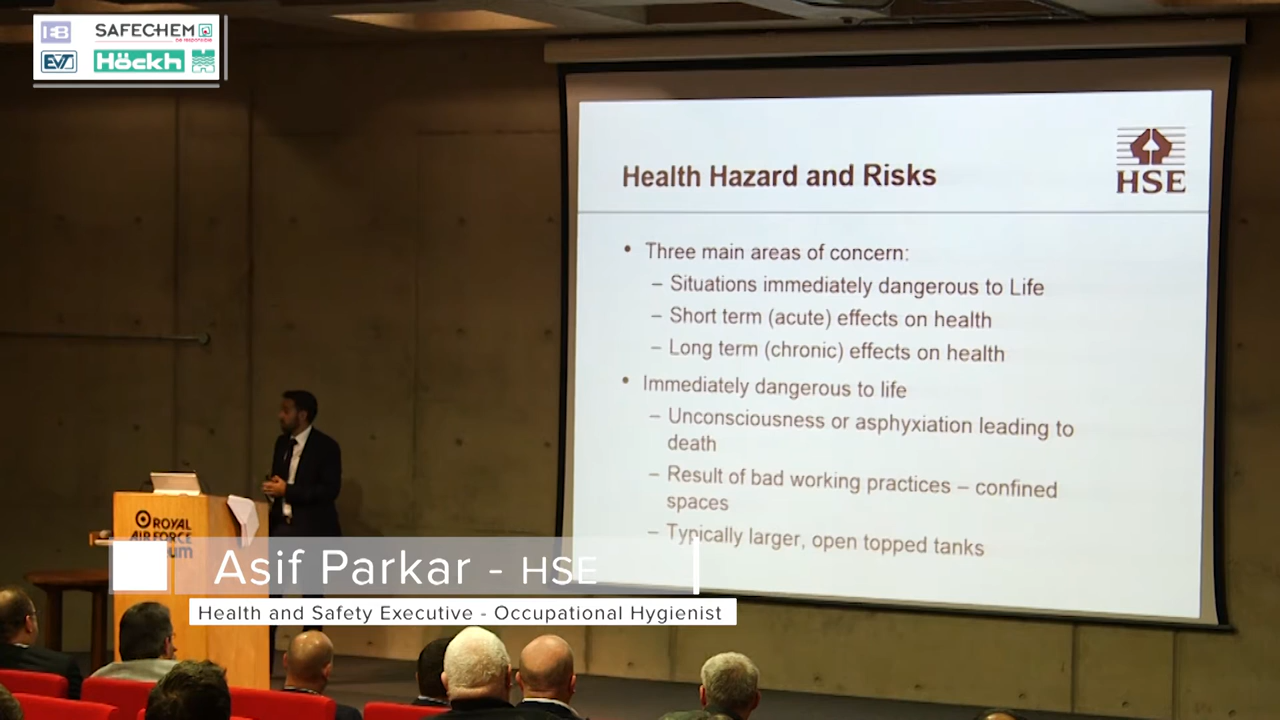 SAFECHEM
EVT
Höckh
HSE
Health Hazard and Risks
• Three main areas of concern:
– Situations immediately dangerous to Life
– Short term (acute) effects on health
– Long term (chronic) effects on health
• Immediately dangerous to life
– Unconsciousness or asphyxiation leading to
death
– Result of bad working practices – confined
spaces
– Typically larger, open topped tanks
ROYAL
AIR FORCE
Asif Parkar - HSE
Health and Safety Executive - Occupational Hygienist